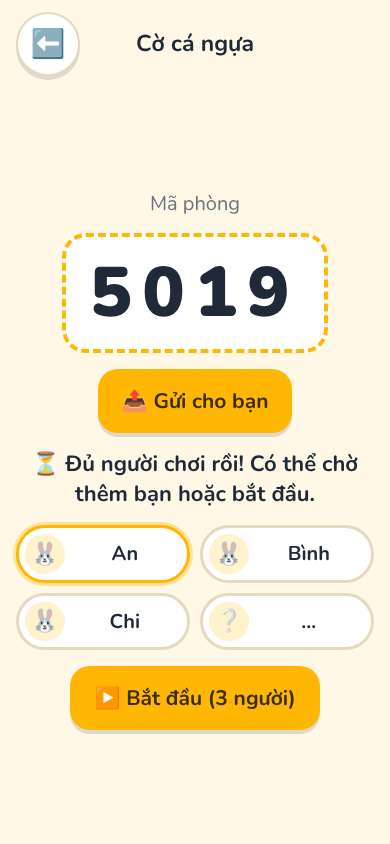 Cờ cá ngựa
Mã phòng
5019
Gửi cho bạn
Đủ người chơi rồi! Có thể chờ
thêm bạn hoặc bắt đầu.
An
Bình
Chi
...
Bắt đầu (3 người)